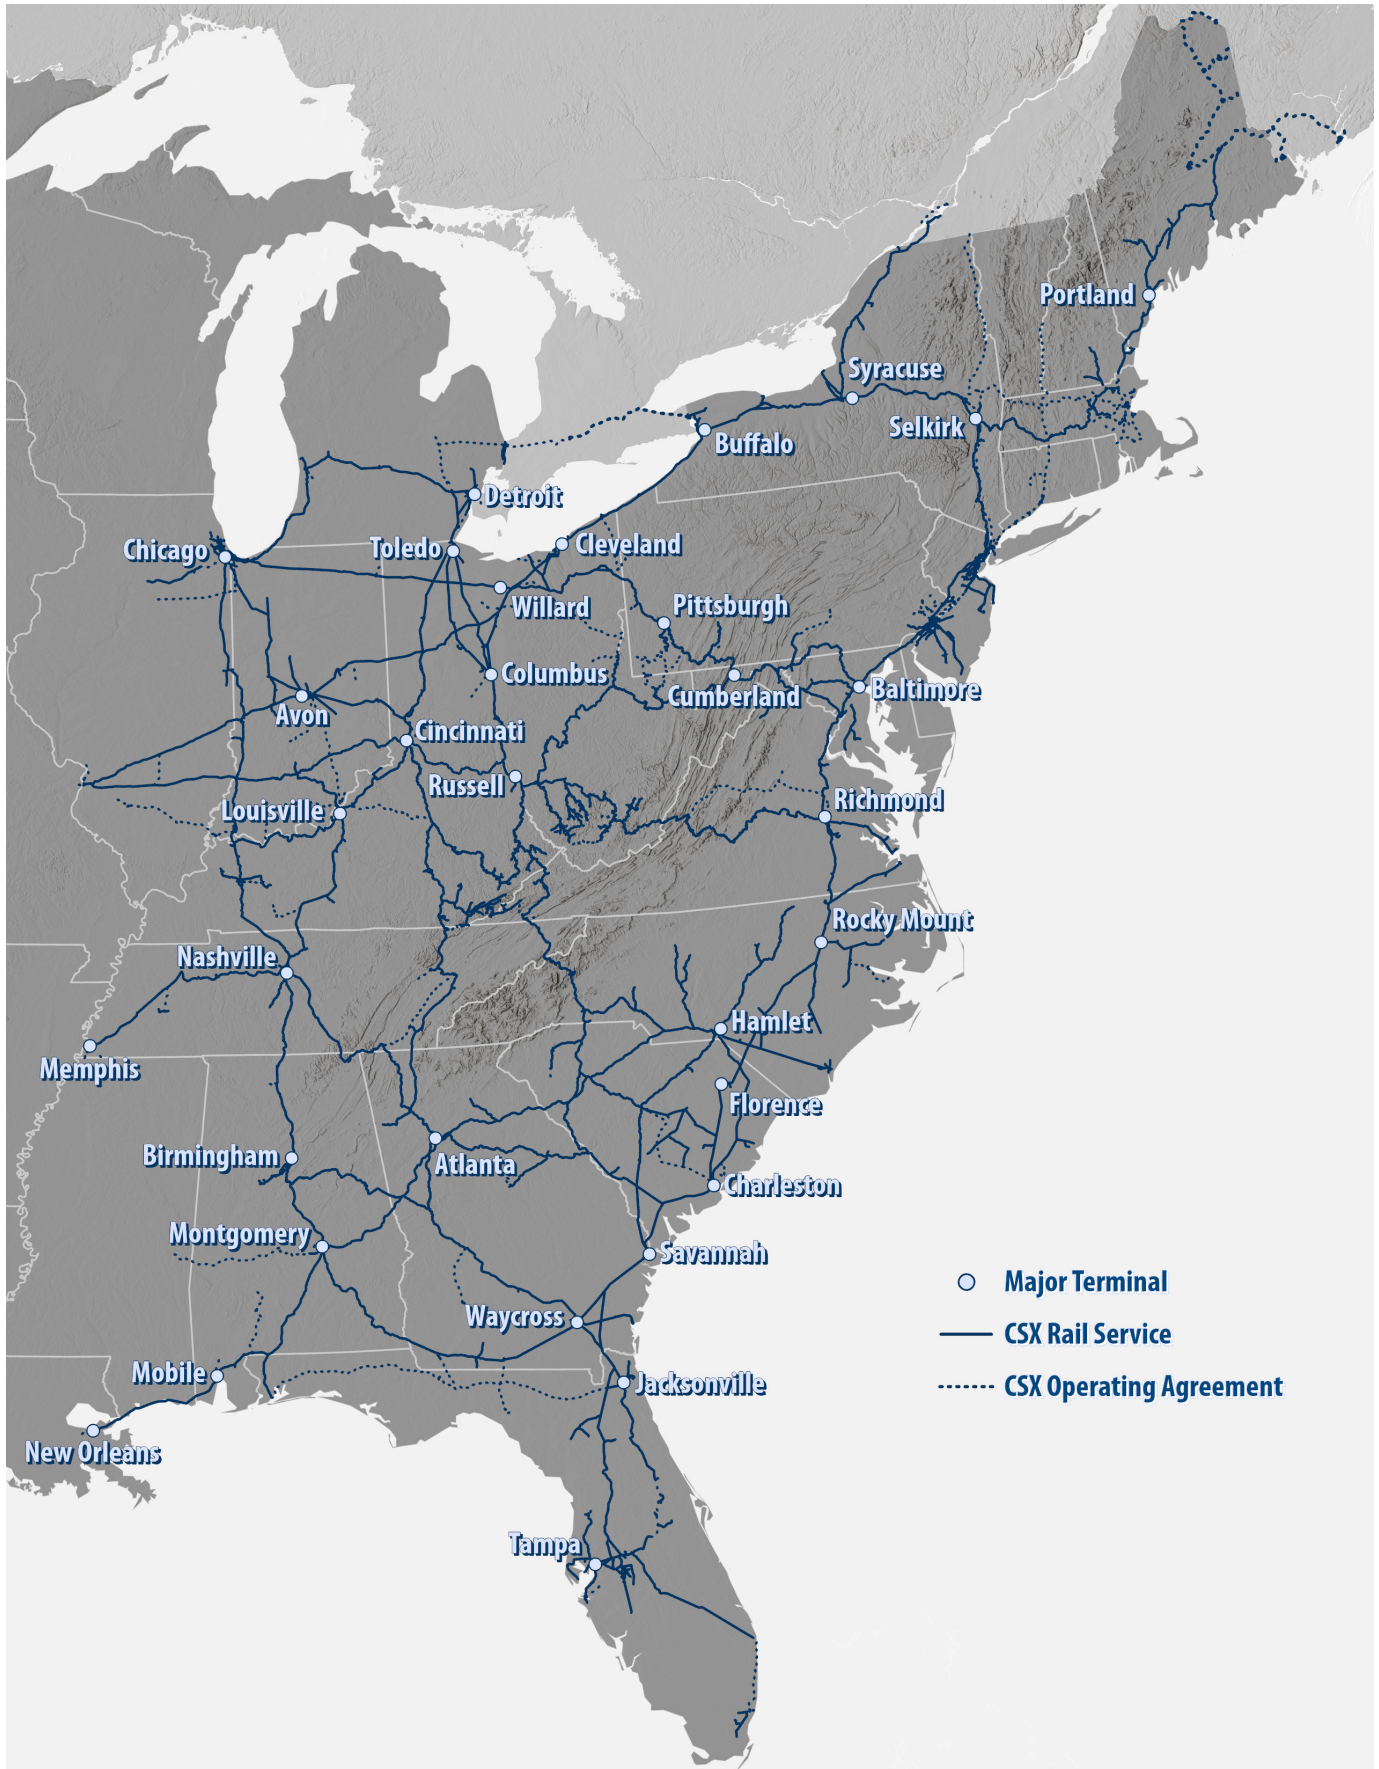 Portland
Syracuse
Selkirk
Buffalo
Detroit
Chicago
Toledo
Cleveland
Willard
Pittsburgh
Columbus
Cumberland
Baltimore
Avon
Cincinnati
Russell
Richmond
Louisville
Rocky Mount
Nashville
Hamlet
Memphis
Florence
Birmingham
Atlanta
Charleston
Montgomery
Savannah
Major Terminal
Waycross
CSX Rail Service
Mobile
Jacksonville
CSX Operating Agreement
New Orleans
Tampa